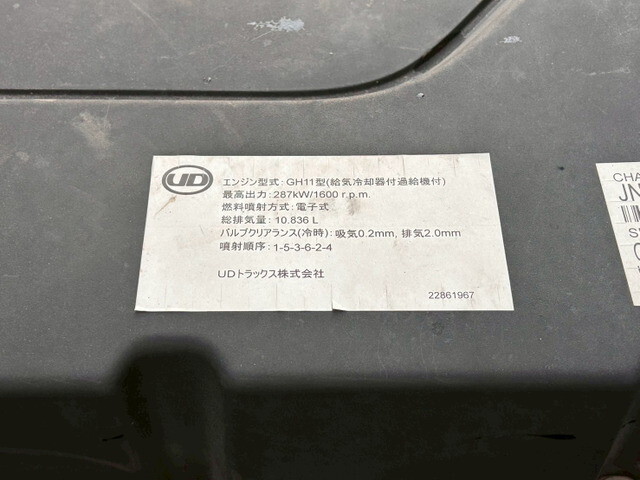 UD
エンジン型式: GH11型(給気冷却器付過給機付)
最高出力: 287kW/1600 r.p.m.
燃料噴射方式: 電子式
総排気量: 10.836 L
バルブクリアランス(冷時): 吸気0.2mm, 排気2.0mm
噴射順序: 1-5-3-6-2-4
UDトラックス株式会社
22861967
CHA
JN